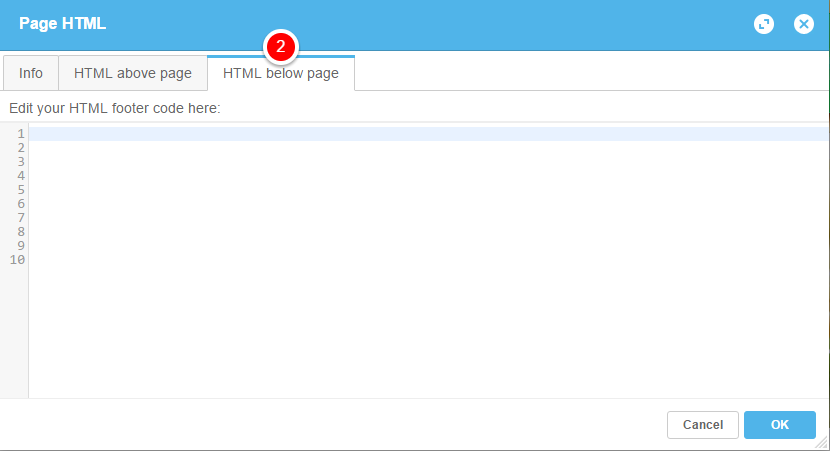 Page HTML
2
Info HTML above page HTML below page
Edit your HTML footer code here:
1
2
3
4
5
6
7
8
9
10
Cancel OK